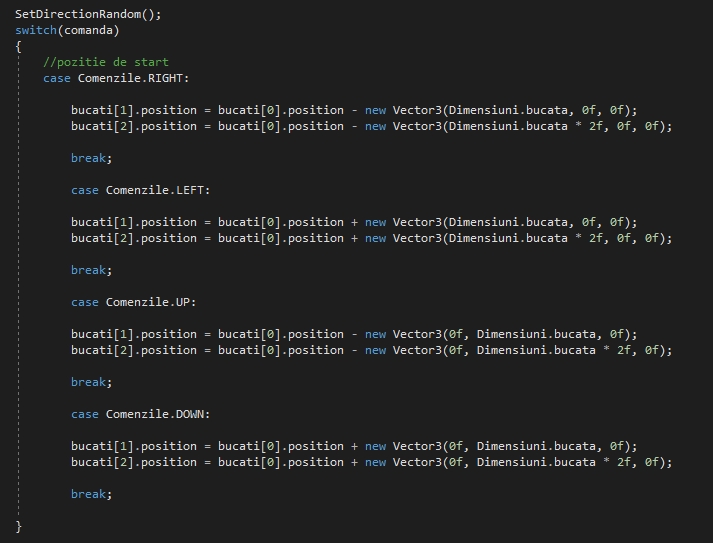 SetDirectionRandom();
switch(comanda)
{
//pozitie de start
case Comenzile.RIGHT:
bucati[1].position = bucati[0].position - new Vector3(Dimensiuni.bucata, 0f, 0f);
bucati[2].position = bucati[0].position - new Vector3(Dimensiuni.bucata * 2f, 0f, 0f);
break;
case Comenzile.LEFT:
bucati[1].position = bucati[0].position + new Vector3(Dimensiuni.bucata, 0f, 0f);
bucati[2].position = bucati[0].position + new Vector3(Dimensiuni.bucata * 2f, 0f, 0f);
break;
case Comenzile.UP:
bucati[1].position = bucati[0].position - new Vector3(0f, Dimensiuni.bucata, 0f);
bucati[2].position = bucati[0].position - new Vector3(0f, Dimensiuni.bucata * 2f, 0f);
break;
case Comenzile.DOWN:
bucati[1].position = bucati[0].position + new Vector3(0f, Dimensiuni.bucata, 0f);
bucati[2].position = bucati[0].position + new Vector3(0f, Dimensiuni.bucata * 2f, 0f);
break;
}